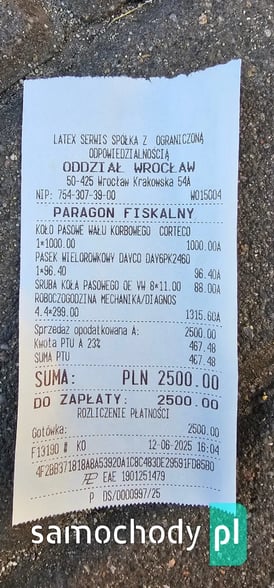 LATEX SERWIS SPÓŁKA Z OGRANICZONĄ
ODPOWIEDZIALNOŚCIĄ
ODDZIAŁ WROCŁAW
50-425 Wrocław Krakowska 54A
NIP: 754-307-39-00 W015004
PARAGON FISKALNY
KOŁO PASOWE WAŁU KORBOWEGO CORTECO
1*1000.00 1000.00A
PASEK WIELOROWKOWY DAYCO DAY6PK2460
1*96.40 96.40A
ŚRUBA KOŁA PASOWEGO OE VW 8*11.00 88.00A
ROBOCZOGODZINA MECHANIKA/DIAGNOS
4.4*299.00 1315.60A
Sprzedaż opodatkowana A: 2500.00
Kwota PTU A 23% 467.48
SUMA PTU 467.48
SUMA: PLN 2500.00
DO ZAPŁATY: 2500.00
ROZLICZENIE PŁATNOŚCI
Gotówka: 2500.00
F13190 # KO 12-06-2025 16:04
4F2BB371818A8A53920A1C8C4B3DE29591FD85B0
EAE 1901251479
P DS/0000997/25
samochody pl